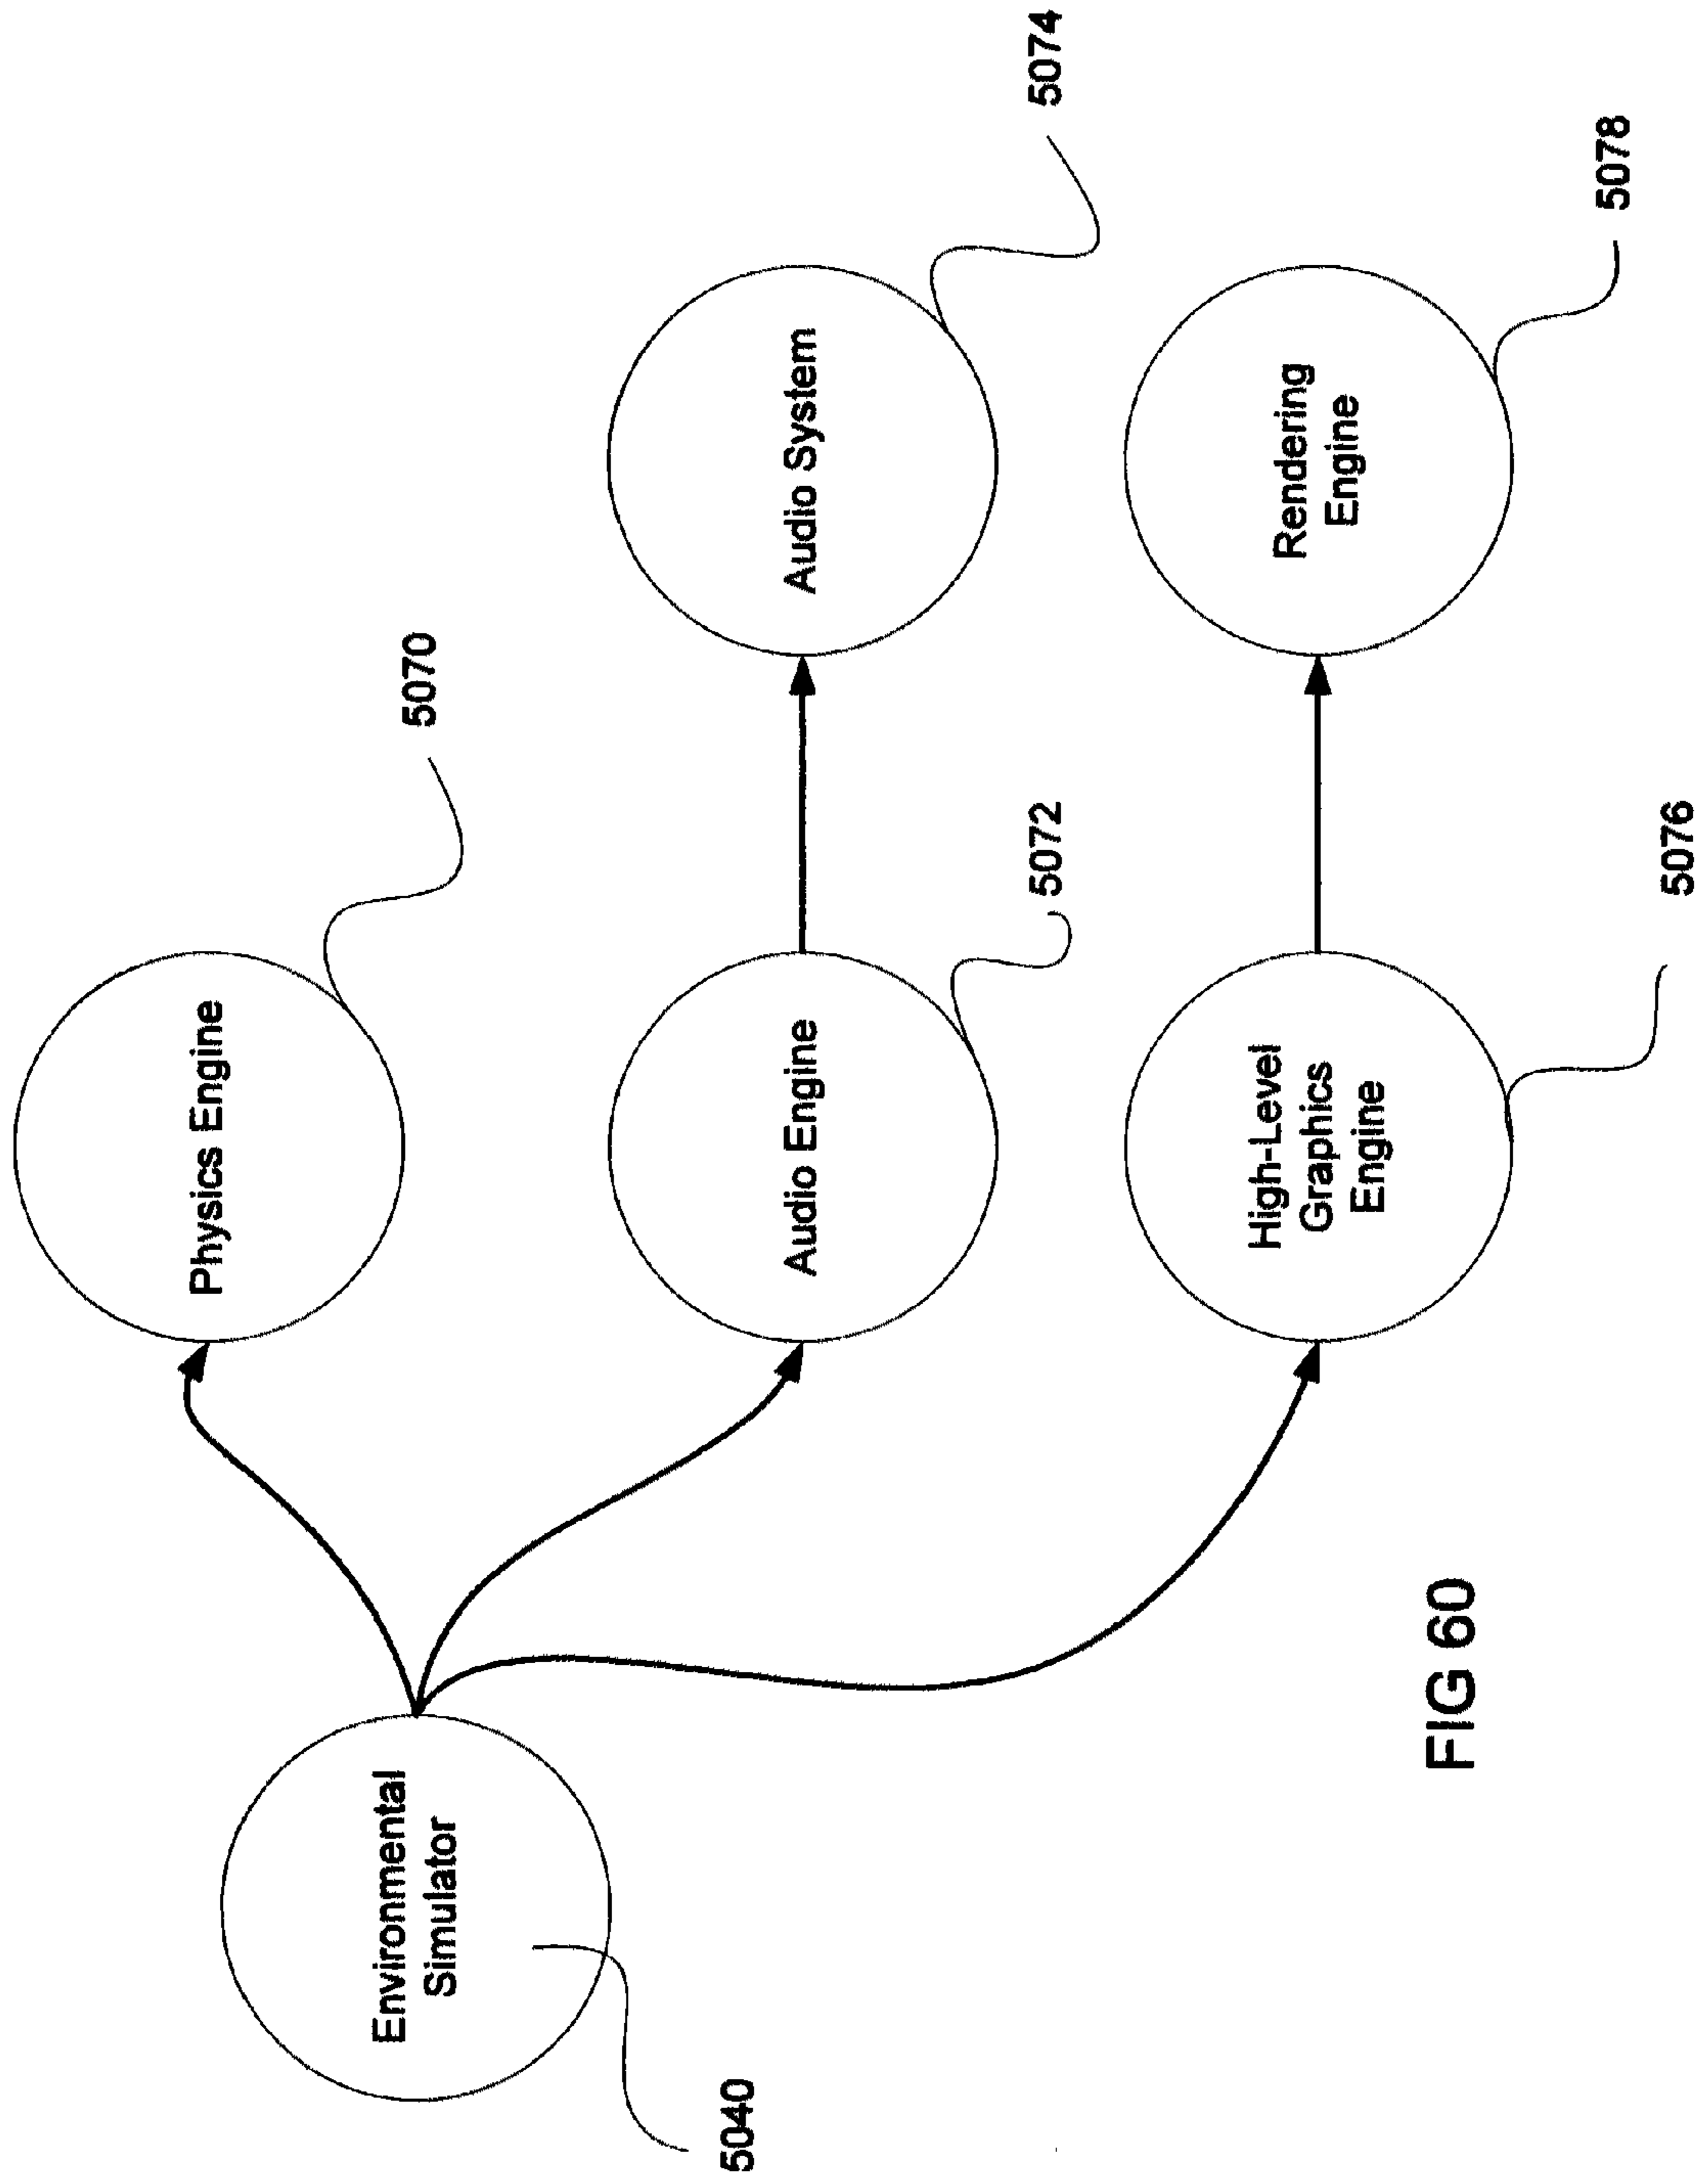 Physics Engine
5070
Environmental
Simulator
5040
Audio Engine
5072
Audio System
5074
High-Level
Graphics
Engine
5076
Rendering
Engine
5078
FIG 60